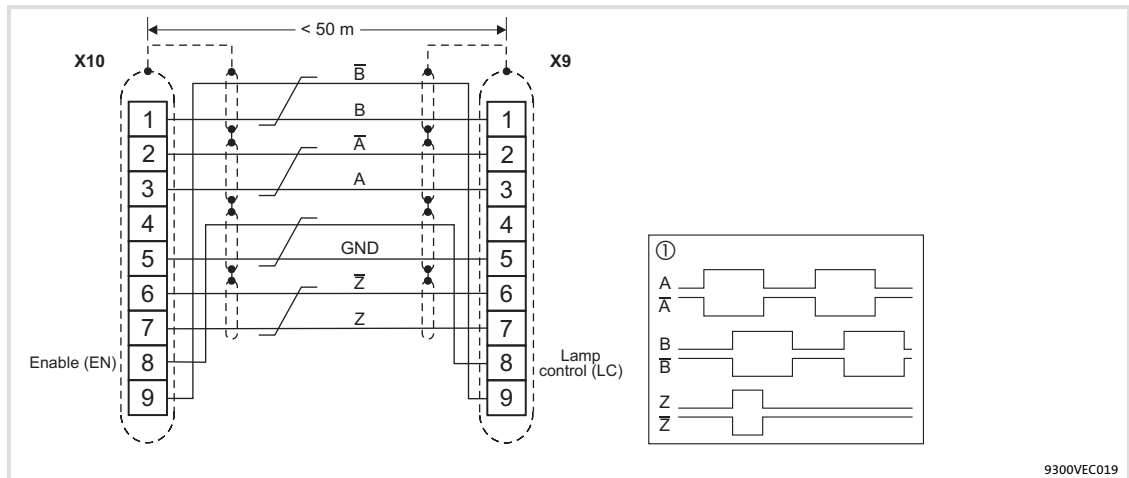 < 50 m
X10
X9
B̅
B
A̅
A
GND
Z̅
Z
1
2
3
4
5
6
7
8
9
Enable (EN)
1
2
3
4
5
6
7
8
9
Lamp
control (LC)
①
A
A̅
B
B̅
Z
Z̅
9300VEC019